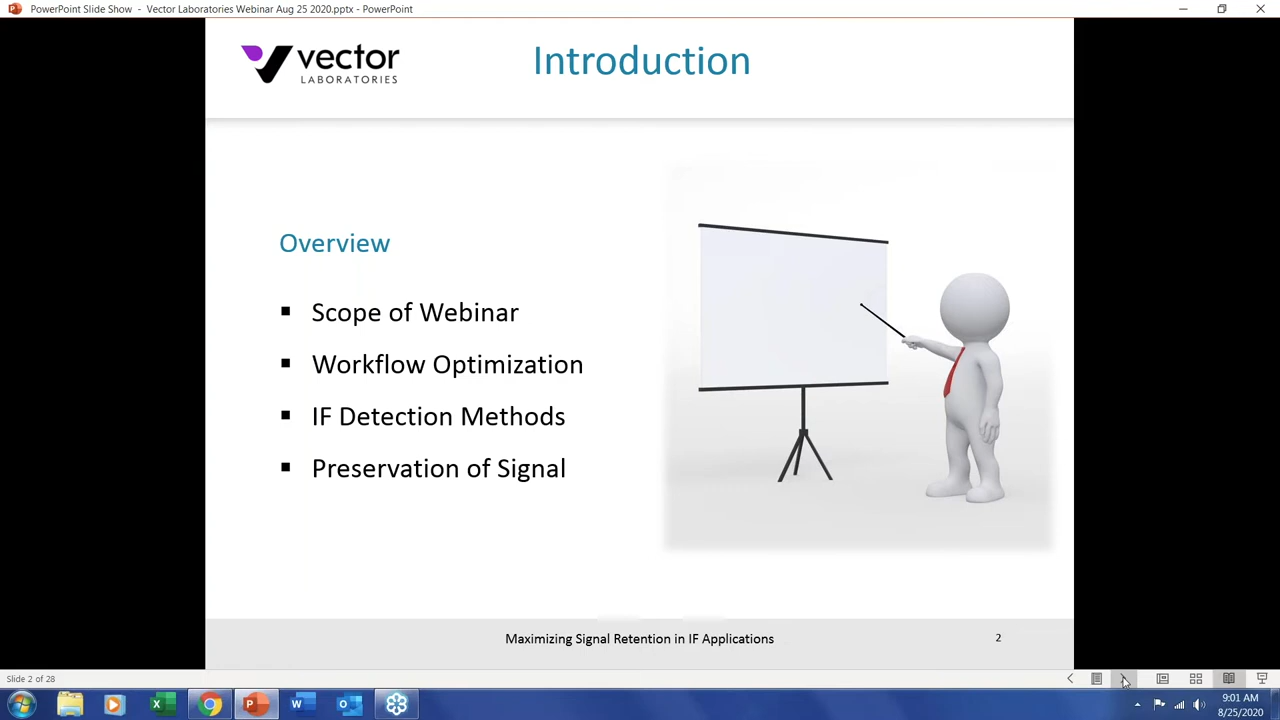 PowerPoint Slide Show - Vector Laboratories Webinar Aug 25 2020.pptx - PowerPoint
vector
LABORATORIES
Introduction
Overview
▪ Scope of Webinar
▪ Workflow Optimization
▪ IF Detection Methods
▪ Preservation of Signal
Maximizing Signal Retention in IF Applications
2
Slide 2 of 28
9:01 AM
8/25/2020